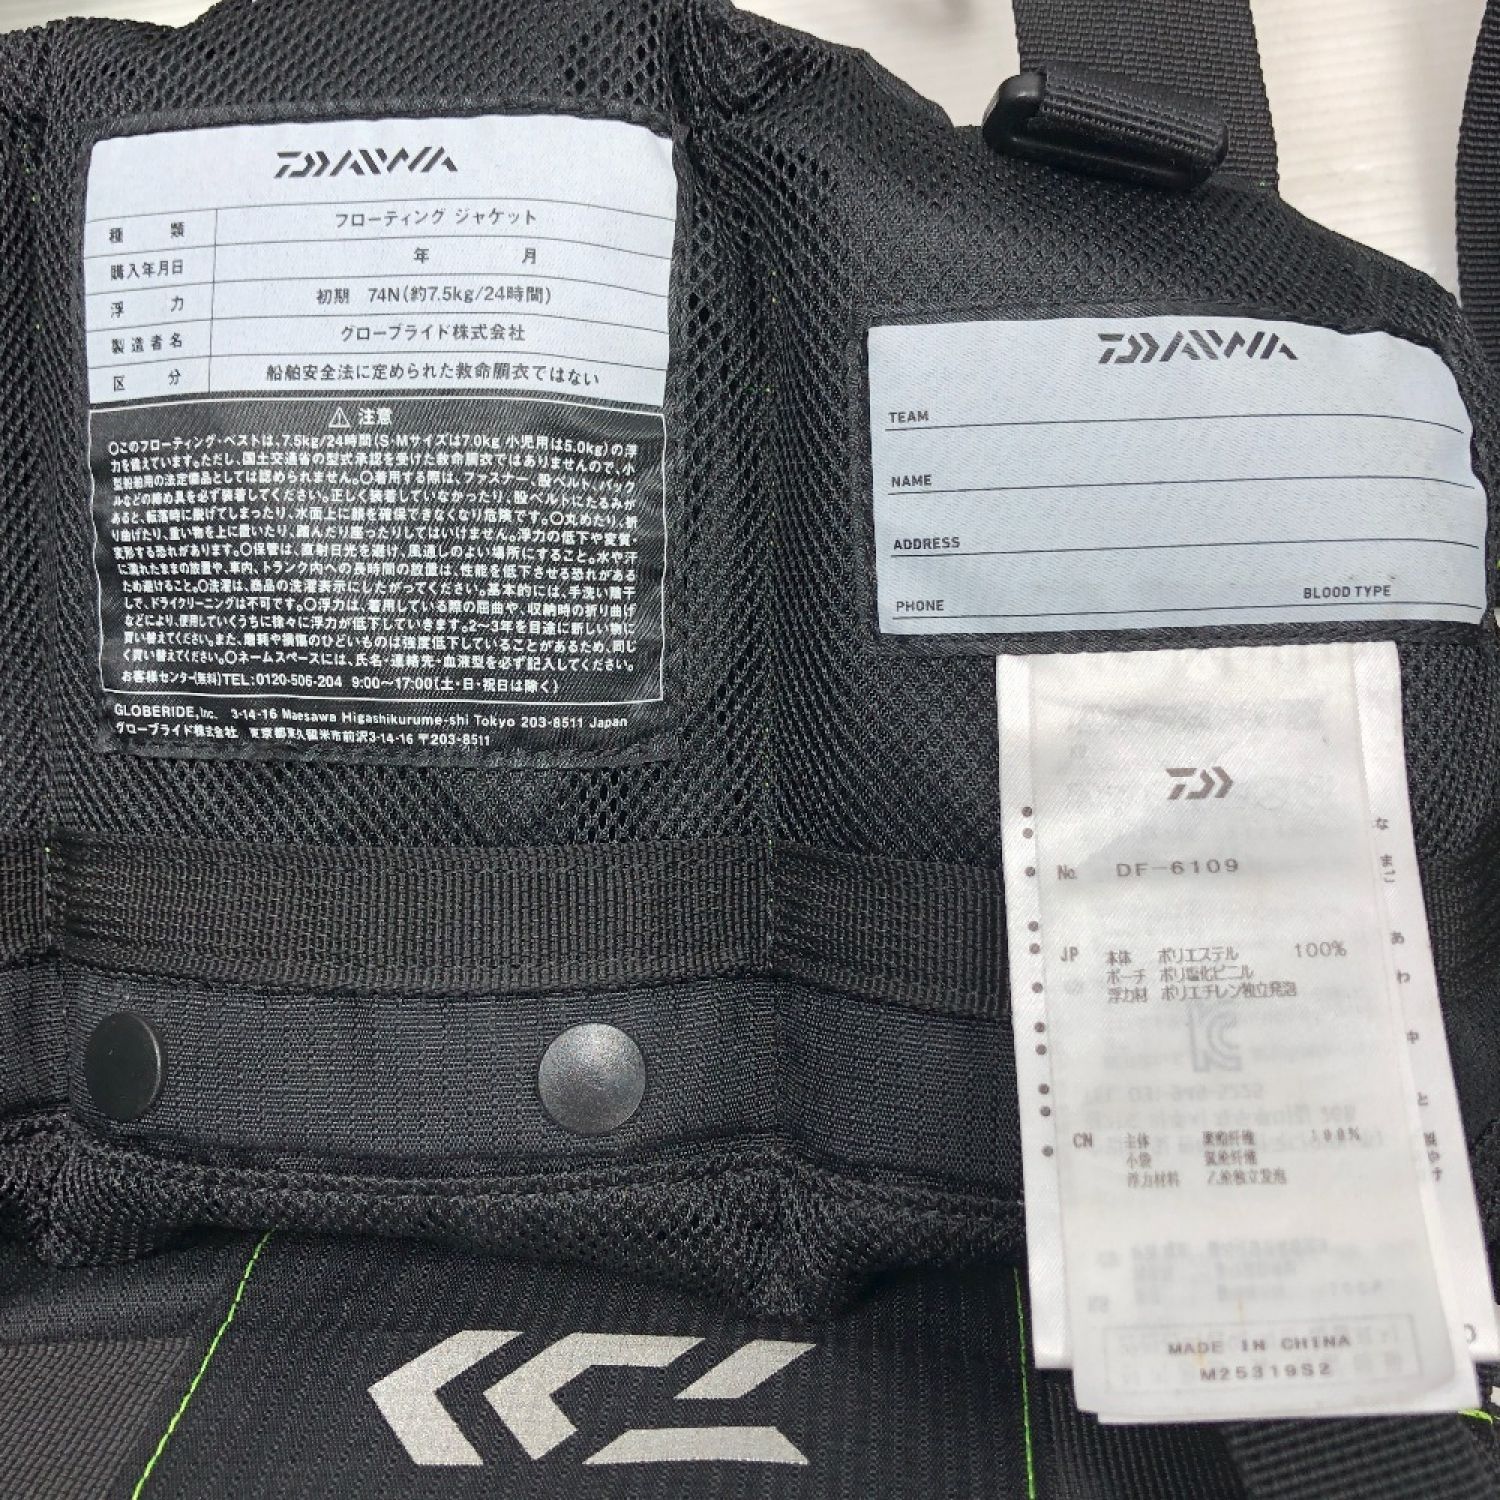 DAIWA
種 類 フローティング ジャケット
購入年月日 年 月
浮 力 初期 74N(約7.5kg/24時間)
製造者名 グローブライド株式会社
区 分 船舶安全法に定められた救命胴衣ではない
⚠ 注意
○このフローティング・ベストは、7.5kg/24時間(S・Mサイズは7.0kg 小児用は5.0kg)の浮
力を備えています。ただし、国土交通省の型式承認を受けた救命胴衣ではありませんので、小
型船舶用の法定備品としては認められません。○着用する際は、ファスナー、股ベルト、バック
ルなどの締め具を必ず装着してください。正しく装着していなかったり、股ベルトにたるみが
あると、転落時に脱げてしまったり、水面上に顔を確保できなくなり危険です。○丸めたり、折
り曲げたり、重い物を上に置いたり、踏んだり座ったりしてはいけません。浮力の低下や変質・
変形する恐れがあります。○保管は、直射日光を避け、風通しのよい場所にすること。水や汗
に濡れたままの放置や、車内、トランク内への長時間の放置は、性能を低下させる恐れがある
ため避けること。○洗濯は、商品の洗濯表示にしたがってください。基本的には、手洗い陰干
しで、ドライクリーニングは不可です。○浮力は、着用している際の屈曲や、収納時の折り曲げ
などにより、使用していくうちに徐々に浮力が低下していきます。2〜3年を目途に新しい物に
買い替えてください。また、磨耗や損傷のひどいものは強度低下していることがあるため、同じ
く買い替えてください。○ネームスペースには、氏名・連絡先・血液型を必ず記入してください。
お客様センター(無料)TEL:0120-506-204 9:00〜17:00(土・日・祝日は除く)
GLOBERIDE,Inc. 3-14-16 Maesawa Higashikurume-shi Tokyo 203-8511 Japan
グローブライド株式会社 東京都東久留米市前沢3-14-16 〒203-8511
DAIWA
TEAM
NAME
ADDRESS
PHONE BLOOD TYPE
No. DF-6109
JP 本体 ポリエステル 100%
ポーチ ポリ塩化ビニル
浮力材 ポリエチレン独立発泡
CN 主体 聚酯纤维 100%
小袋 氯纶纤维
浮力材料 乙烯独立发泡
MADE IN CHINA
M25319S2